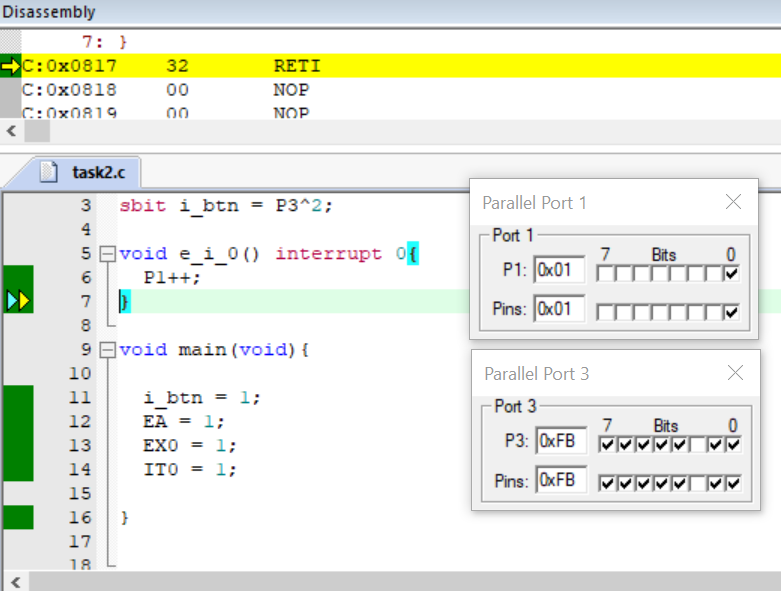 Disassembly
7: }
C:0x0817 32 RETI
C:0x0818 00 NOP
C:0x0819 00 NOP
task2.c
3 sbit i_btn = P3^2;
4
5 void e_i_0() interrupt 0{
6 P1++;
7 }
8
9 void main(void){
10
11 i_btn = 1;
12 EA = 1;
13 EX0 = 1;
14 IT0 = 1;
15
16 }
17
18
Parallel Port 1
Port 1
7 Bits 0
P1: 0x01
Pins: 0x01
Parallel Port 3
Port 3
7 Bits 0
P3: 0xFB
Pins: 0xFB